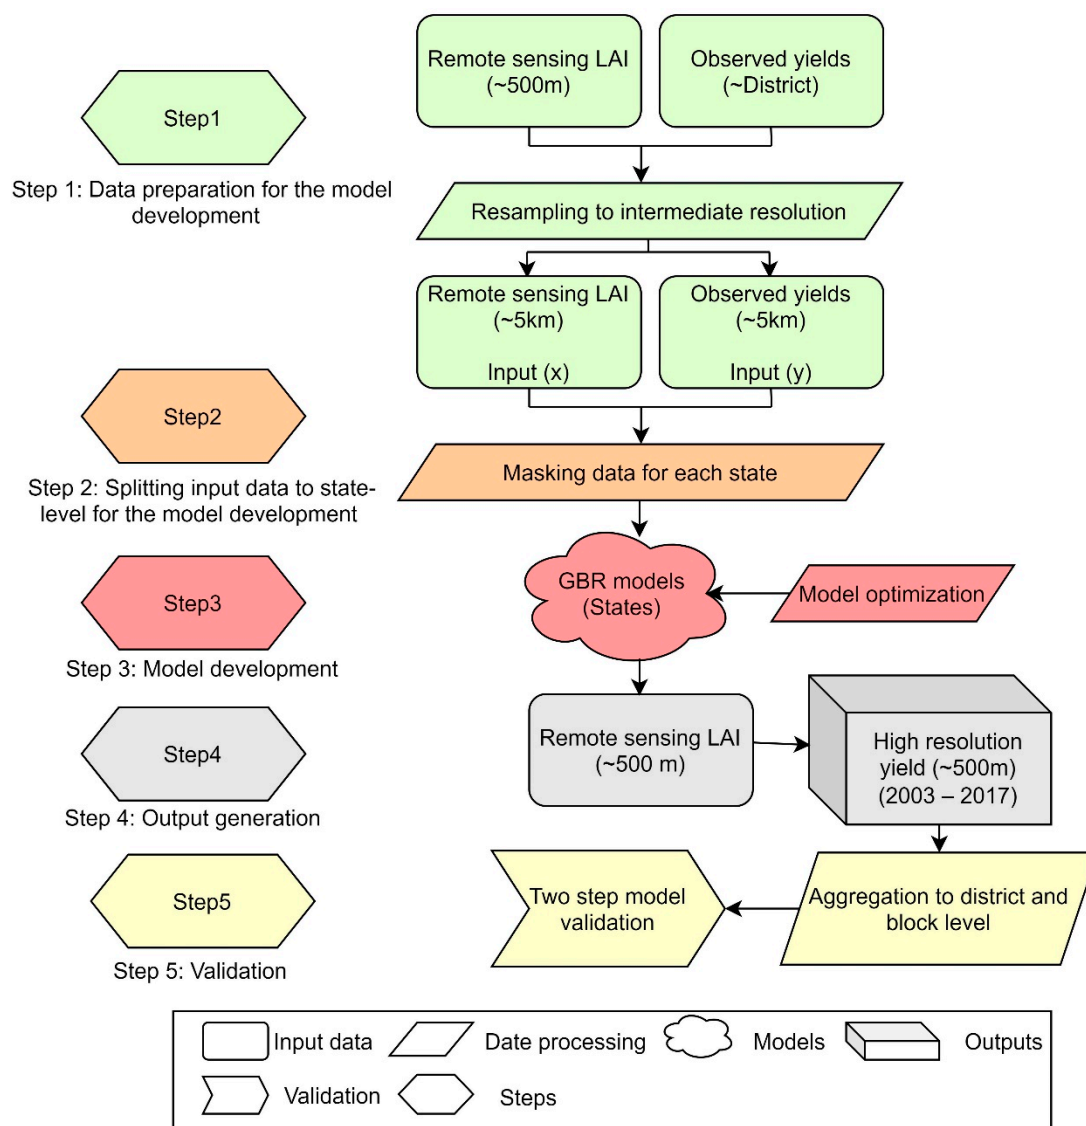 Remote sensing LAI
(~500m)
Observed yields
(~District)
Step1
Step 1: Data preparation for the model
development
Resampling to intermediate resolution
Remote sensing LAI
(~5km)
Input (x)
Observed yields
(~5km)
Input (y)
Step2
Step 2: Splitting input data to state-
level for the model development
Masking data for each state
Step3
Step 3: Model development
GBR models
(States)
Model optimization
Step4
Step 4: Output generation
Remote sensing LAI
(~500 m)
High resolution
yield (~500m)
(2003 – 2017)
Step5
Step 5: Validation
Two step model
validation
Aggregation to district and
block level
Input data
Date processing
Models
Outputs
Validation
Steps